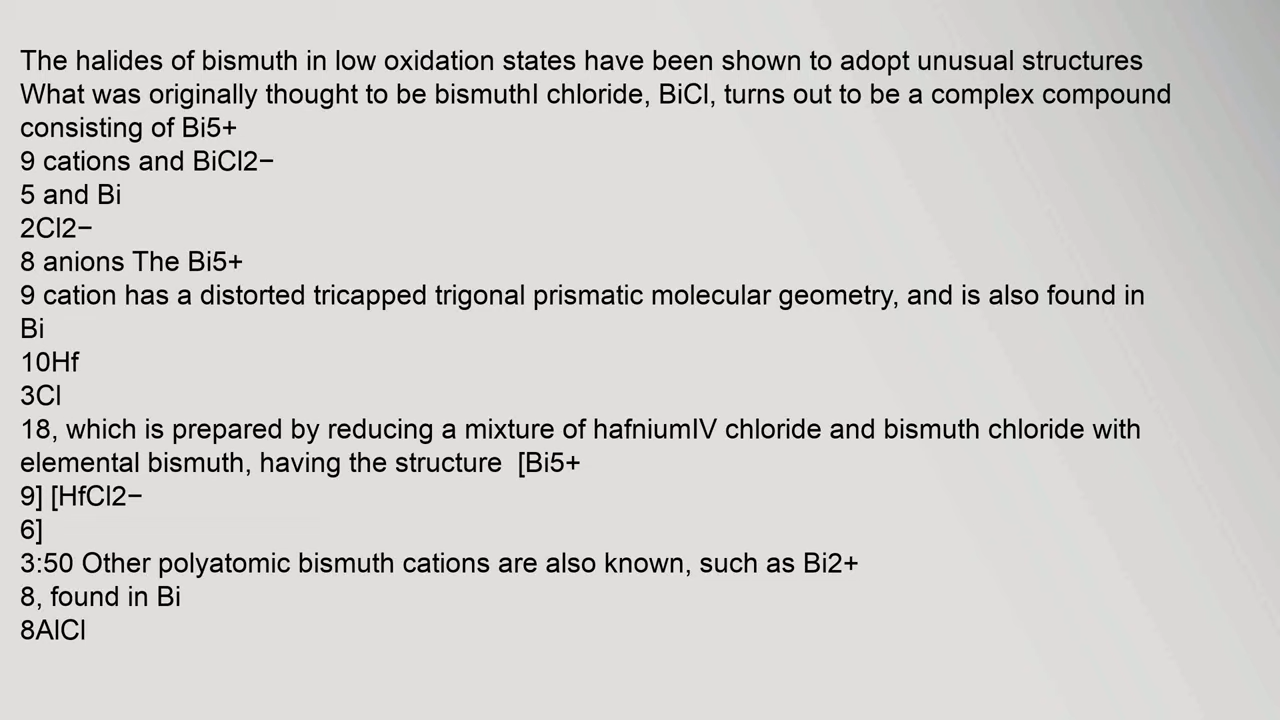 The halides of bismuth in low oxidation states have been shown to adopt unusual structures
What was originally thought to be bismuthI chloride, BiCl, turns out to be a complex compound
consisting of Bi5+
9 cations and BiCl2−
5 and Bi
2Cl2−
8 anions The Bi5+
9 cation has a distorted tricapped trigonal prismatic molecular geometry, and is also found in
Bi
10Hf
3Cl
18, which is prepared by reducing a mixture of hafniumIV chloride and bismuth chloride with
elemental bismuth, having the structure  [Bi5+
9] [HfCl2−
6]
3:50 Other polyatomic bismuth cations are also known, such as Bi2+
8, found in Bi
8AlCl